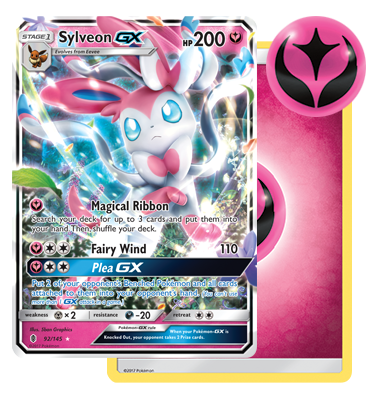 STAGE 1
Sylveon GX
HP 200
Evolves from Eevee
Magical Ribbon
Search your deck for up to 3 cards and put them into
your hand. Then, shuffle your deck.
Fairy Wind 110
Plea GX
Put 2 of your opponent's Benched Pokémon and all cards
attached to them into your opponent's hand. (You can't use
more than 1 GX attack in a game.)
weakness ×2 resistance -20 retreat
Illus. 5ban Graphics
Pokémon-GX rule
When your Pokémon-GX is
Knocked Out, your opponent takes 2 Prize cards.
92/145
©2017 Pokémon